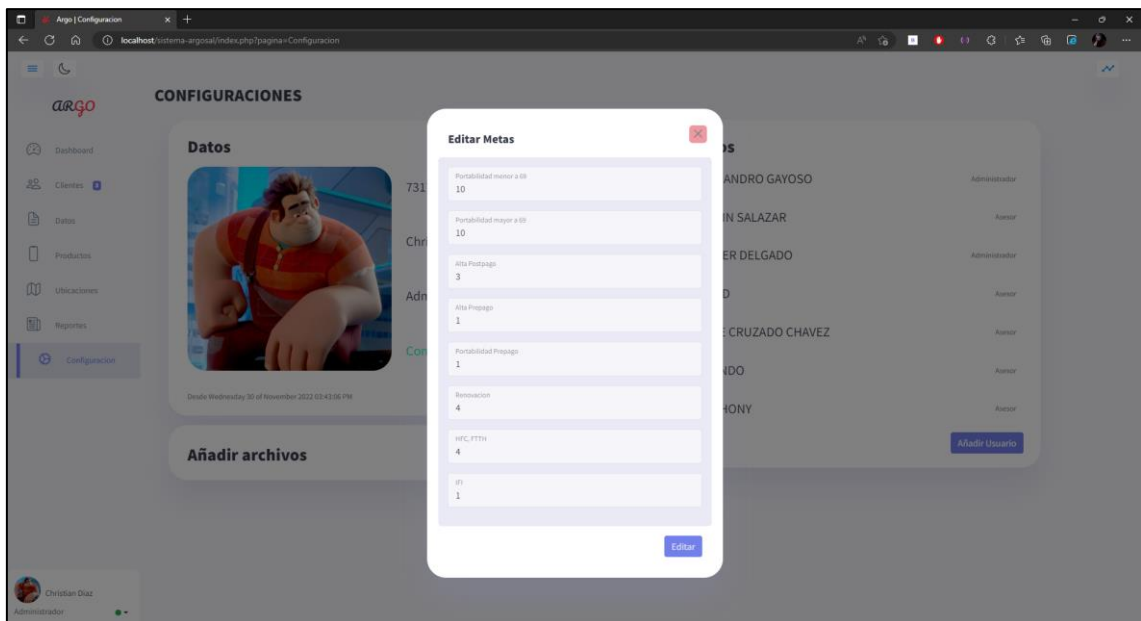 Argo | Configuracion
localhost/sistema-argosal/index.php?pagina=Configuracion
ARGO
CONFIGURACIONES
Dashboard
Clientes
Datos
Productos
Ubicaciones
Reportes
Configuracion
Datos
731
Chri
Adn
Con
Desde Wednesday 30 of November 2022 03:43:06 PM
Añadir archivos
Editar Metas
Portabilidad menor a 69
10
Portabilidad mayor a 69
10
Alta Postpago
3
Alta Prepago
1
Portabilidad Prepago
1
Renovacion
4
HFC, FTTH
4
IFI
1
Editar
os
ANDRO GAYOSO Administrador
IN SALAZAR Asesor
ER DELGADO Administrador
O Asesor
E CRUZADO CHAVEZ Asesor
NDO Asesor
HONY Asesor
Añadir Usuario
Christian Diaz
Administrador